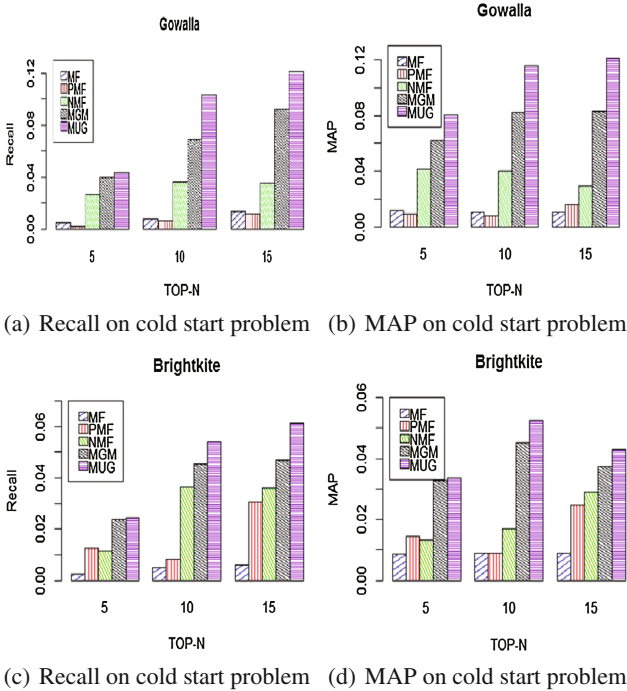 Gowalla
Recall
0.00 0.04 0.08 0.12
MF
PMF
NMF
MGM
MUG
5 10 15
TOP-N
(a) Recall on cold start problem
Gowalla
MAP
0.00 0.04 0.08 0.12
MF
PMF
NMF
MGM
MUG
5 10 15
TOP-N
(b) MAP on cold start problem
Brightkite
Recall
0.00 0.02 0.04 0.06
MF
PMF
NMF
MGM
MUG
5 10 15
TOP-N
(c) Recall on cold start problem
Brightkite
MAP
0.00 0.02 0.04 0.06
MF
PMF
NMF
MGM
MUG
5 10 15
TOP-N
(d) MAP on cold start problem